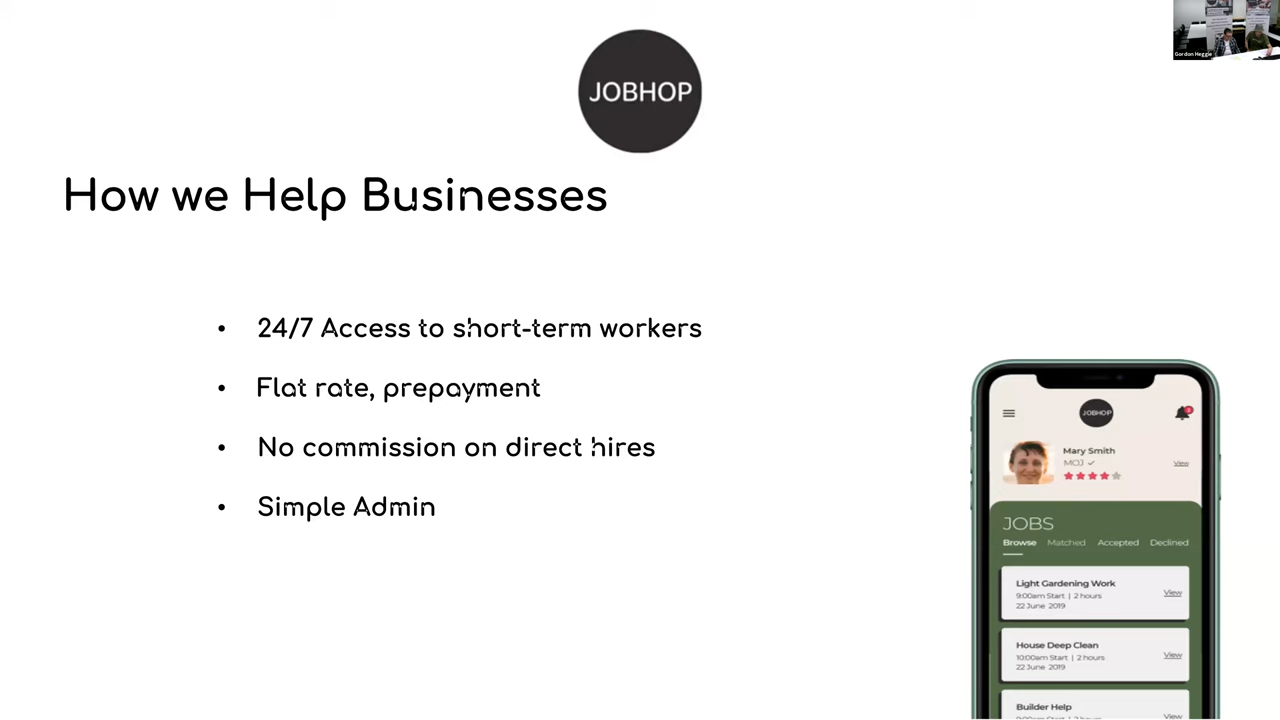 JOBHOP
Gordon Heggie
How we Help Businesses
• 24/7 Access to short-term workers
• Flat rate, prepayment
• No commission on direct hires
• Simple Admin
JOBHOP
Mary Smith
View
JOBS
Browse Matched Accepted Declined
Light Gardening Work
9:00am Start | 2 hours
View
22 June 2019
House Deep Clean
10:00am Start | 2 hours
View
22 June 2019
Builder Help
View